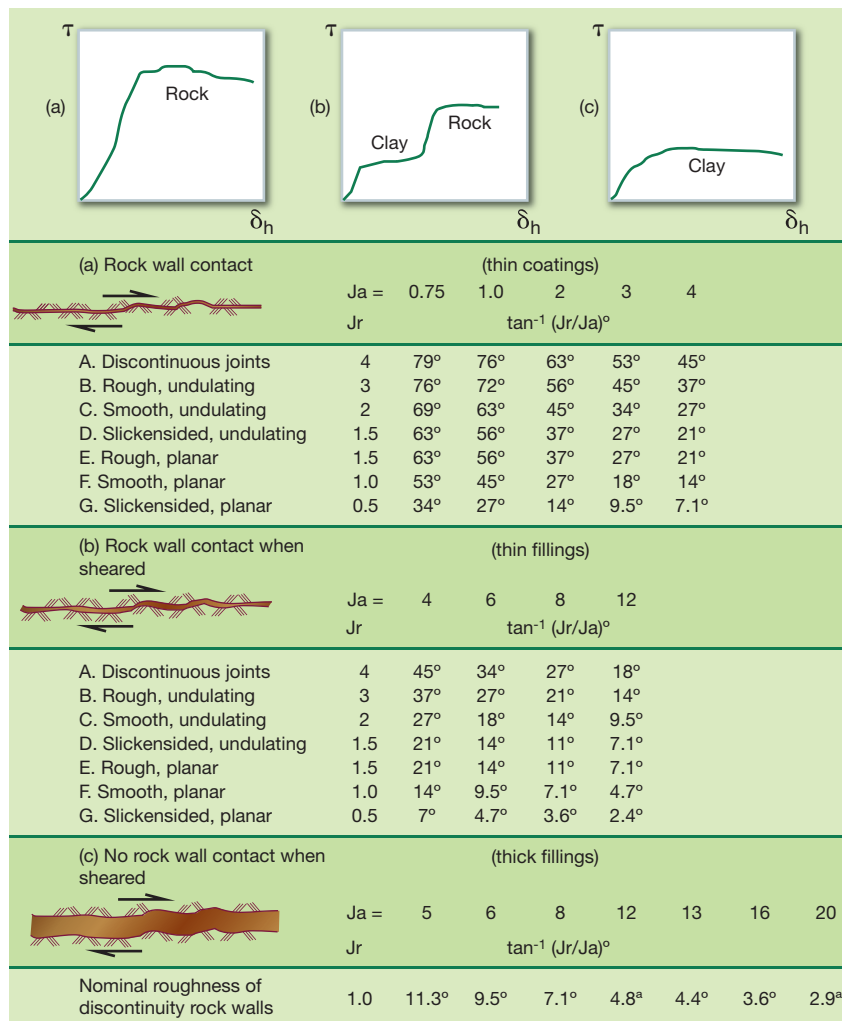 τ τ τ
(a) Rock (b) Clay Rock (c) Clay
δh δh δh
(a) Rock wall contact (thin coatings)
Ja = 0.75 1.0 2 3 4
Jr tan-1 (Jr/Ja)º
A. Discontinuous joints 4 79º 76º 63º 53º 45º
B. Rough, undulating 3 76º 72º 56º 45º 37º
C. Smooth, undulating 2 69º 63º 45º 34º 27º
D. Slickensided, undulating 1.5 63º 56º 37º 27º 21º
E. Rough, planar 1.5 63º 56º 37º 27º 21º
F. Smooth, planar 1.0 53º 45º 27º 18º 14º
G. Slickensided, planar 0.5 34º 27º 14º 9.5º 7.1º
(b) Rock wall contact when (thin fillings)
sheared
Ja = 4 6 8 12
Jr tan-1 (Jr/Ja)º
A. Discontinuous joints 4 45º 34º 27º 18º
B. Rough, undulating 3 37º 27º 21º 14º
C. Smooth, undulating 2 27º 18º 14º 9.5º
D. Slickensided, undulating 1.5 21º 14º 11º 7.1º
E. Rough, planar 1.5 21º 14º 11º 7.1º
F. Smooth, planar 1.0 14º 9.5º 7.1º 4.7º
G. Slickensided, planar 0.5 7º 4.7º 3.6º 2.4º
(c) No rock wall contact when (thick fillings)
sheared
Ja = 5 6 8 12 13 16 20
Jr tan-1 (Jr/Ja)º
Nominal roughness of
discontinuity rock walls 1.0 11.3º 9.5º 7.1º 4.8ª 4.4º 3.6º 2.9ª